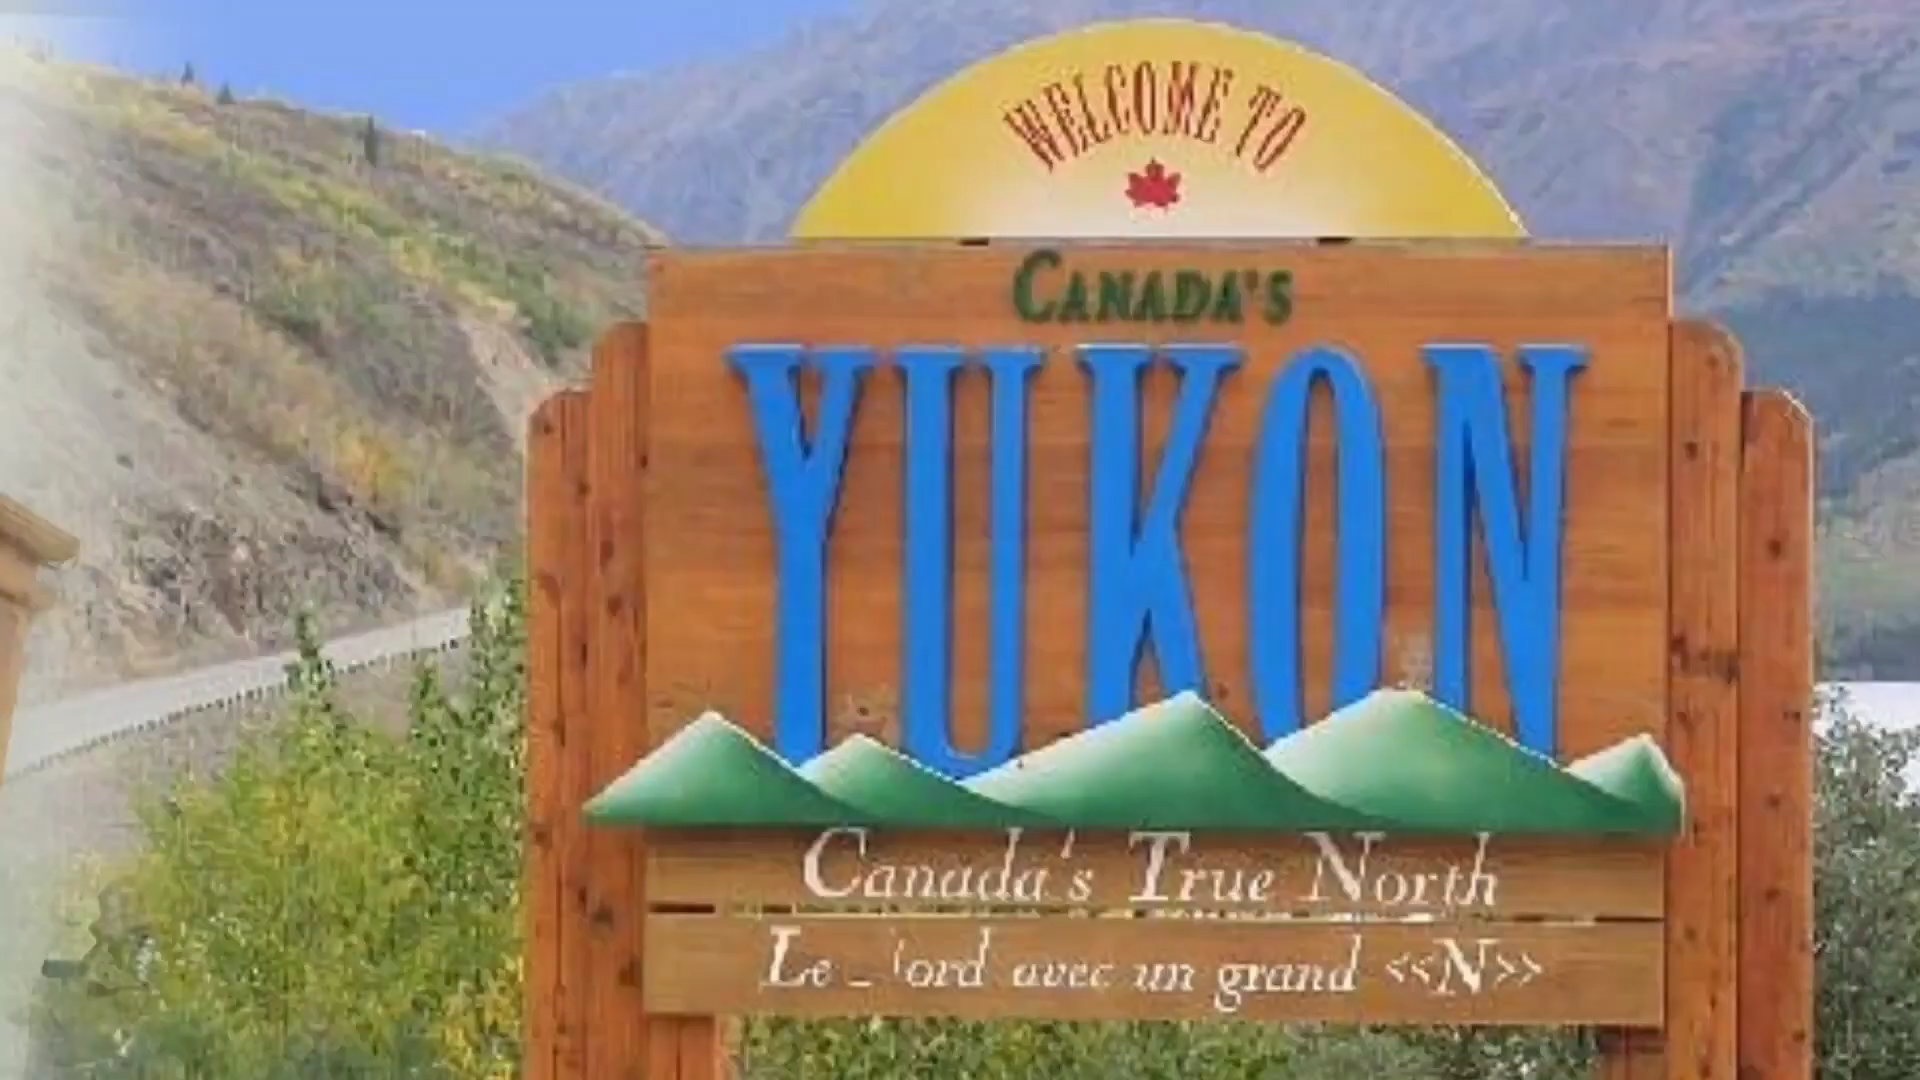 WELCOME TO
CANADA'S
YUKON
Canada's True North
Le ord avec un grand <<N>>